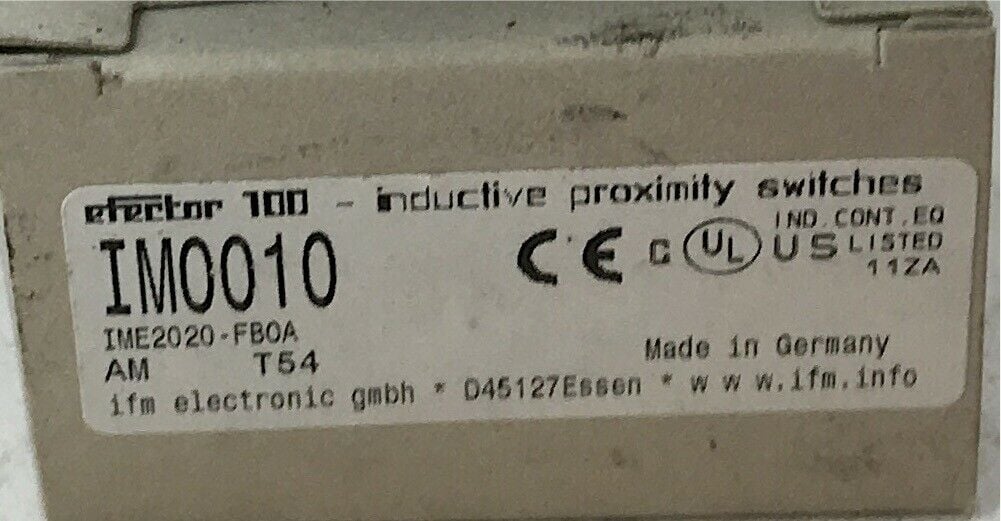 efector 100 - inductive proximity switches
IM0010
IME2020-FBOA
AM T54
CE C UL US IND.CONT.EQ
LISTED
11ZA
Made in Germany
ifm electronic gmbh * D45127Essen * w w w.ifm.info